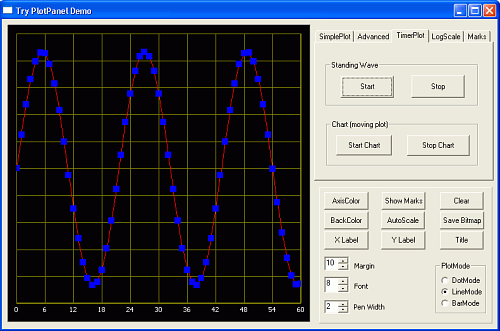 Try PlotPanel Demo
SimplePlot Advanced TimerPlot LogScale Marks
Standing Wave
Start Stop
Chart (moving plot)
Start Chart Stop Chart
AxisColor Show Marks Clear
BackColor AutoScale Save Bitmap
X Label Y Label Title
10 Margin
8 Font
2 Pen Width
PlotMode
DotMode
LineMode
BarMode
0 6 12 18 24 30 36 42 48 54 60